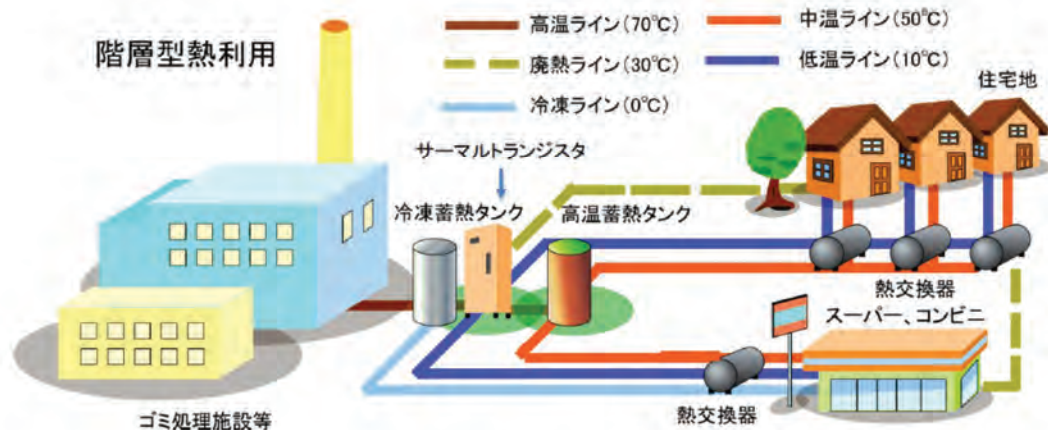 階層型熱利用
高温ライン(70℃)
中温ライン(50℃)
廃熱ライン(30℃)
低温ライン(10℃)
冷凍ライン(0℃)
住宅地
サーマルトランジスタ
冷凍蓄熱タンク
高温蓄熱タンク
熱交換器
スーパー、コンビニ
熱交換器
ゴミ処理施設等